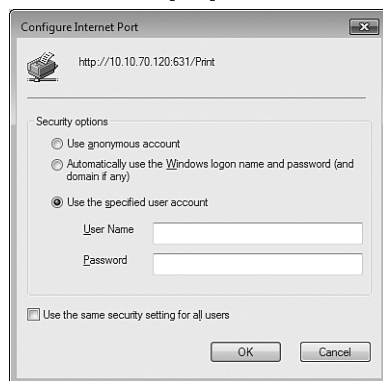 Configure Internet Port
http://10.10.70.120:631/Print
Security options
Use anonymous account
Automatically use the Windows logon name and password (and
domain if any)
Use the specified user account
User Name
Password
Use the same security setting for all users
OK
Cancel